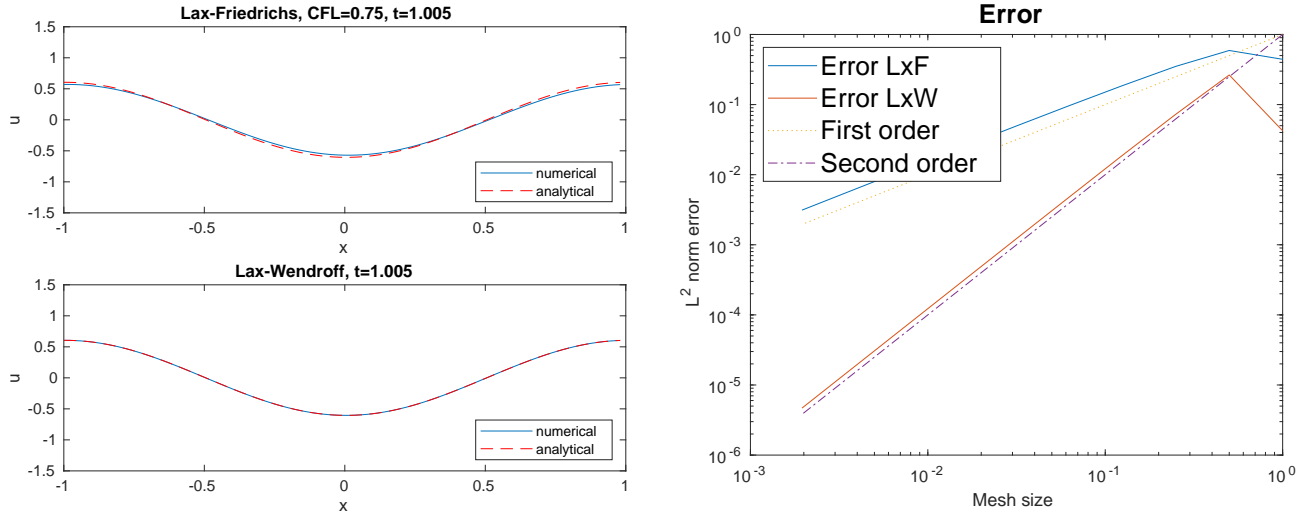 Lax-Friedrichs, CFL=0.75, t=1.005
1.5
1
0.5
0
-0.5
-1
-1.5
u
numerical
analytical
-1
-0.5
0
0.5
1
x
Lax-Wendroff, t=1.005
1.5
1
0.5
0
-0.5
-1
-1.5
u
numerical
analytical
-1
-0.5
0
0.5
1
x
Error
10^0
10^-1
10^-2
10^-3
10^-4
10^-5
10^-6
L^2 norm error
Error LxF
Error LxW
First order
Second order
10^-3
10^-2
10^-1
10^0
Mesh size